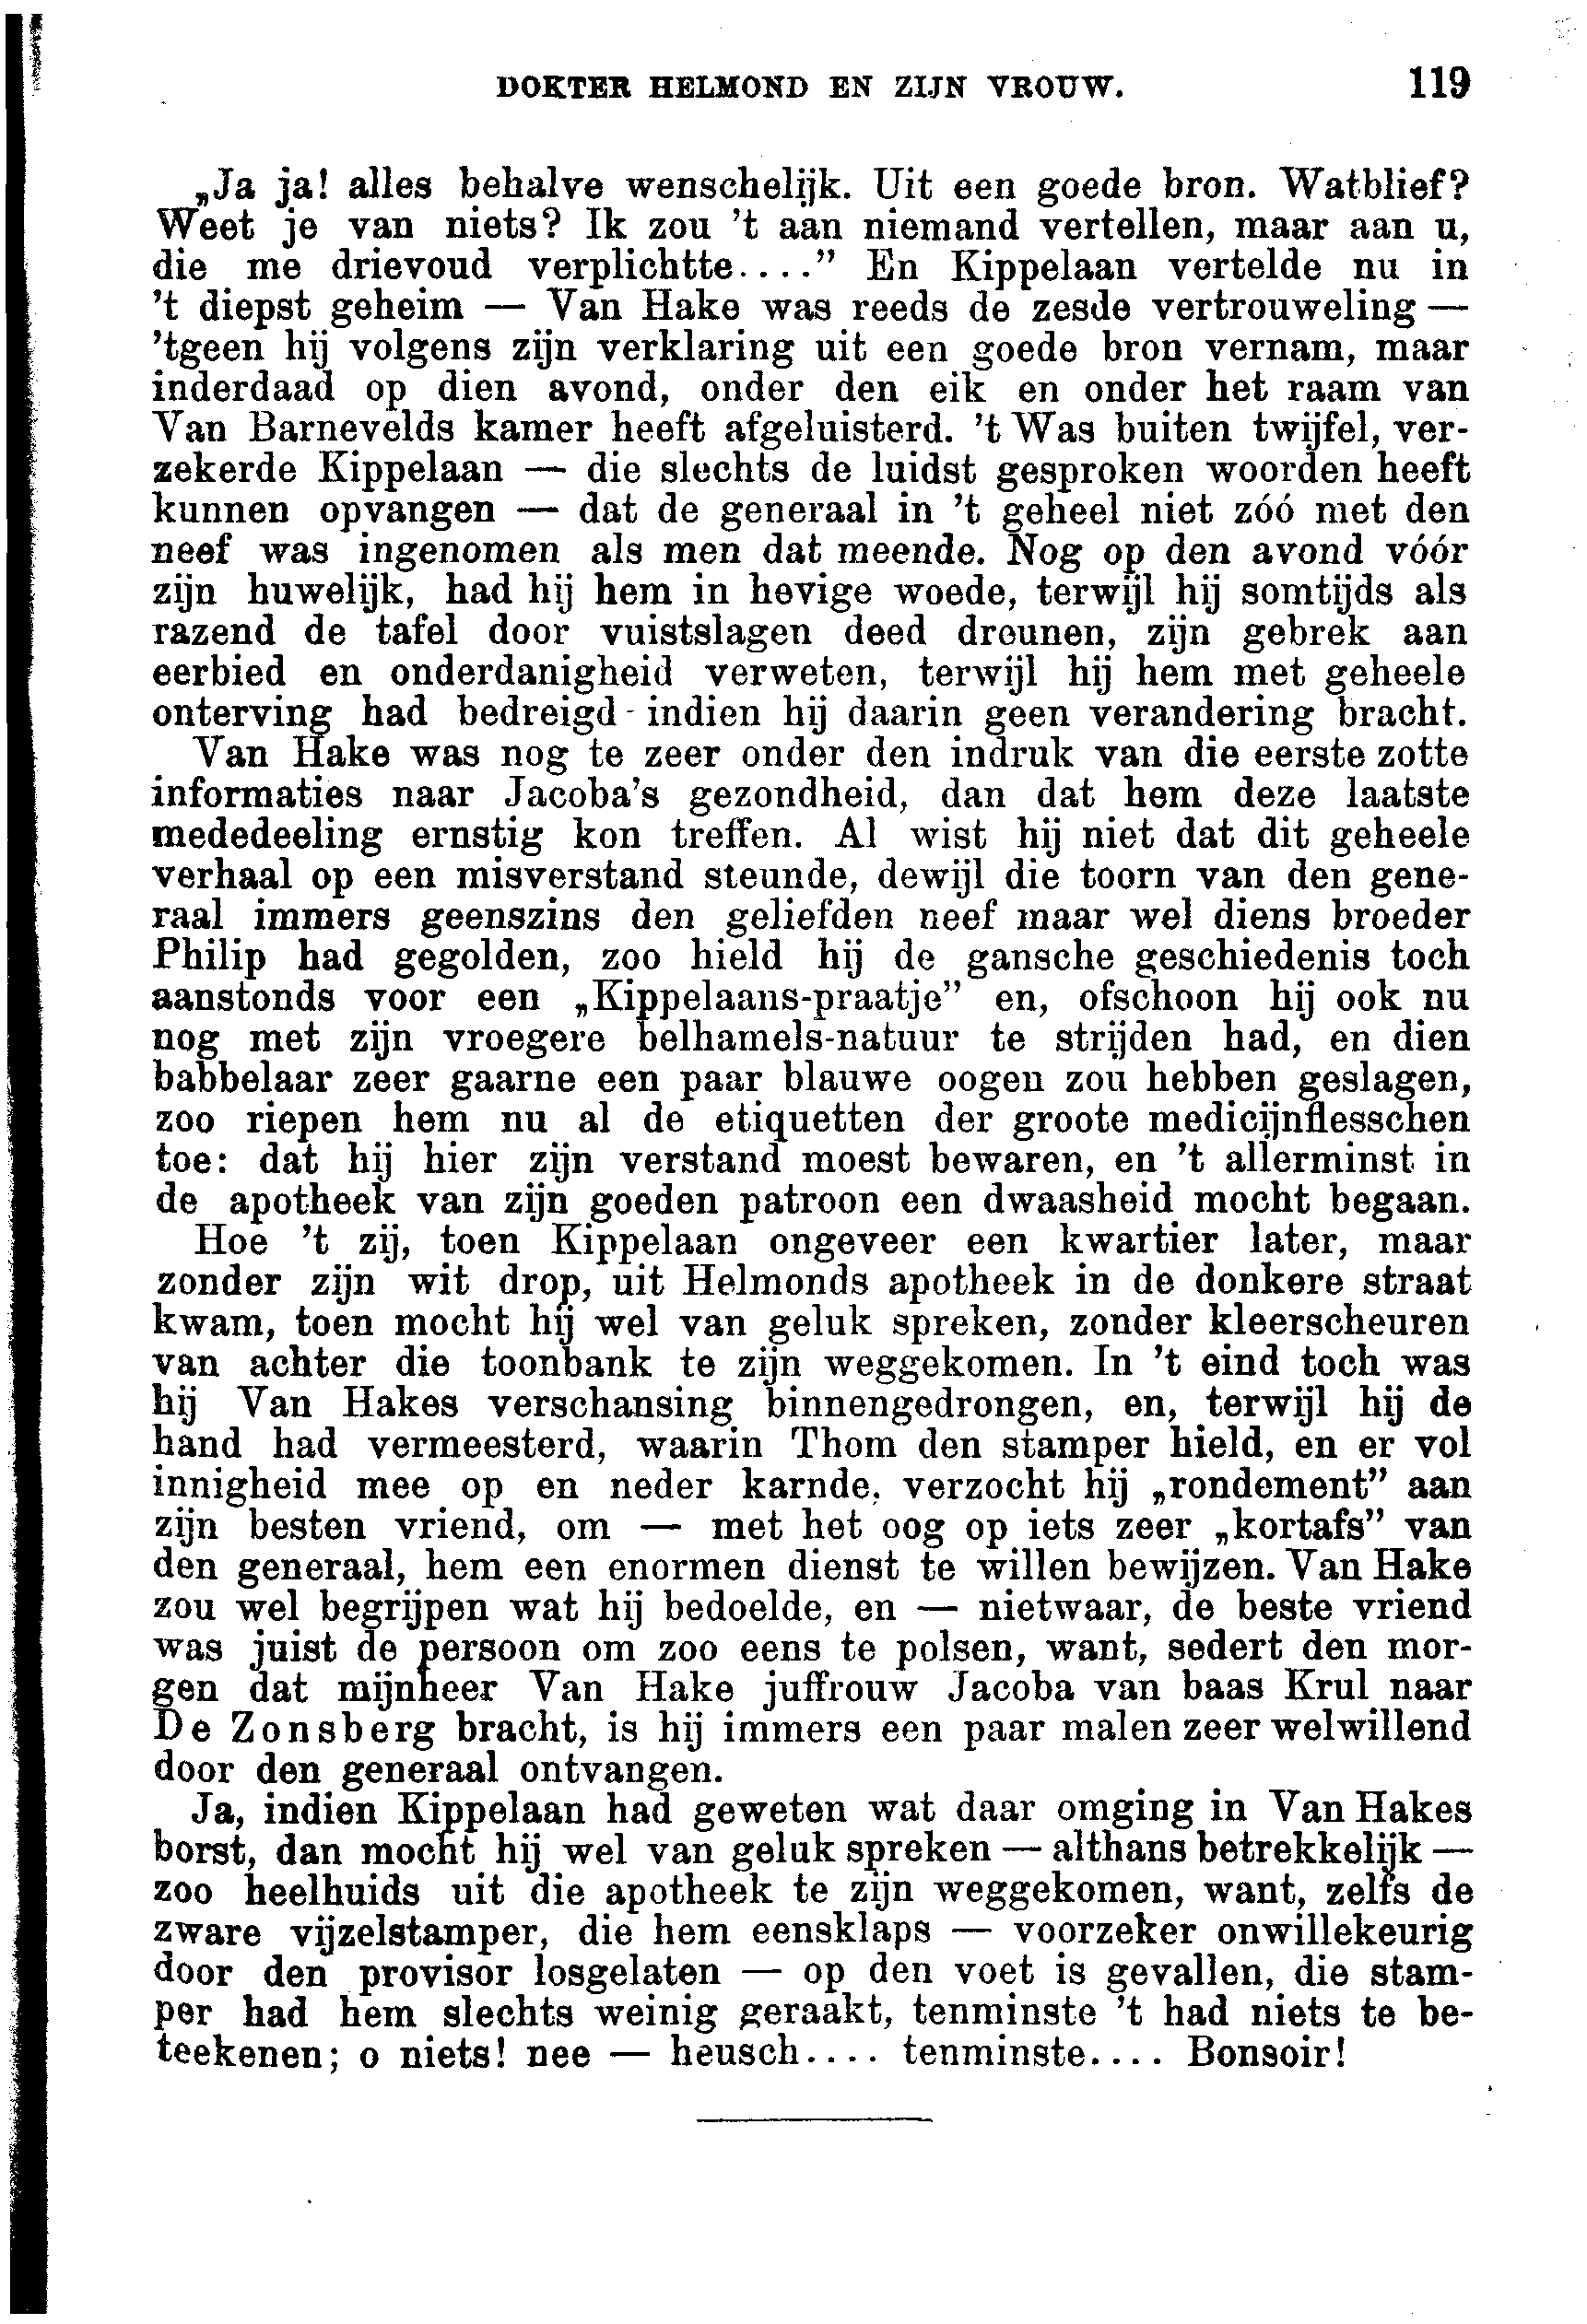 DOKTER HELMOND EN ZIJN VROUW. 119
„Ja ja! alles behalve wenschelijk. Uit een goede bron. Watblief?
Weet je van niets? Ik zou 't aan niemand vertellen, maar aan u,
die me drievoud verplichtte....” En Kippelaan vertelde nu in
't diepst geheim — Van Hake was reeds de zesde vertrouweling —
'tgeen hij volgens zijn verklaring uit een goede bron vernam, maar
inderdaad op dien avond, onder den eik en onder het raam van
Van Barnevelds kamer heeft afgeluisterd. 't Was buiten twijfel, ver-
zekerde Kippelaan — die slechts de luidst gesproken woorden heeft
kunnen opvangen — dat de generaal in 't geheel niet zóó met den
neef was ingenomen als men dat meende. Nog op den avond vóór
zijn huwelijk, had hij hem in hevige woede, terwijl hij somtijds als
razend de tafel door vuistslagen deed dreunen, zijn gebrek aan
eerbied en onderdanigheid verweten, terwijl hij hem met geheele
onterving had bedreigd indien hij daarin geen verandering bracht.
Van Hake was nog te zeer onder den indruk van die eerste zotte
informaties naar Jacoba's gezondheid, dan dat hem deze laatste
mededeeling ernstig kon treffen. Al wist hij niet dat dit geheele
verhaal op een misverstand steunde, dewijl die toorn van den gene-
raal immers geenszins den geliefden neef maar wel diens broeder
Philip had gegolden, zoo hield hij de gansche geschiedenis toch
aanstonds voor een „Kippelaans-praatje” en, ofschoon hij ook nu
nog met zijn vroegere belhamels-natuur te strijden had, en dien
babbelaar zeer gaarne een paar blauwe oogen zou hebben geslagen,
zoo riepen hem nu al de etiquetten der groote medicijnflesschen
toe: dat hij hier zijn verstand moest bewaren, en 't allerminst in
de apotheek van zijn goeden patroon een dwaasheid mocht begaan.
Hoe 't zij, toen Kippelaan ongeveer een kwartier later, maar
zonder zijn wit drop, uit Helmonds apotheek in de donkere straat
kwam, toen mocht hij wel van geluk spreken, zonder kleerscheuren
van achter die toonbank te zijn weggekomen. In 't eind toch was
hij Van Hakes verschansing binnengedrongen, en, terwijl hij de
hand had vermeesterd, waarin Thom den stamper hield, en er vol
innigheid mee op en neder karnde, verzocht hij „rondement” aan
zijn besten vriend, om — met het oog op iets zeer „kortafs” van
den generaal, hem een enormen dienst te willen bewijzen. Van Hake
zou wel begrijpen wat hij bedoelde, en — nietwaar, de beste vriend
was juist de persoon om zoo eens te polsen, want, sedert den mor-
gen dat mijnheer Van Hake juffrouw Jacoba van baas Krul naar
De Zonsberg bracht, is hij immers een paar malen zeer welwillend
door den generaal ontvangen.
Ja, indien Kippelaan had geweten wat daar omging in Van Hakes
borst, dan mocht hij wel van geluk spreken — althans betrekkelijk —
zoo heelhuids uit die apotheek te zijn weggekomen, want, zelfs de
zware vijzelstamper, die hem eensklaps — voorzeker onwillekeurig
door den provisor losgelaten — op den voet is gevallen, die stam-
per had hem slechts weinig geraakt, tenminste 't had niets te be-
teekenen; o niets! nee — heusch.... tenminste.... Bonsoir!